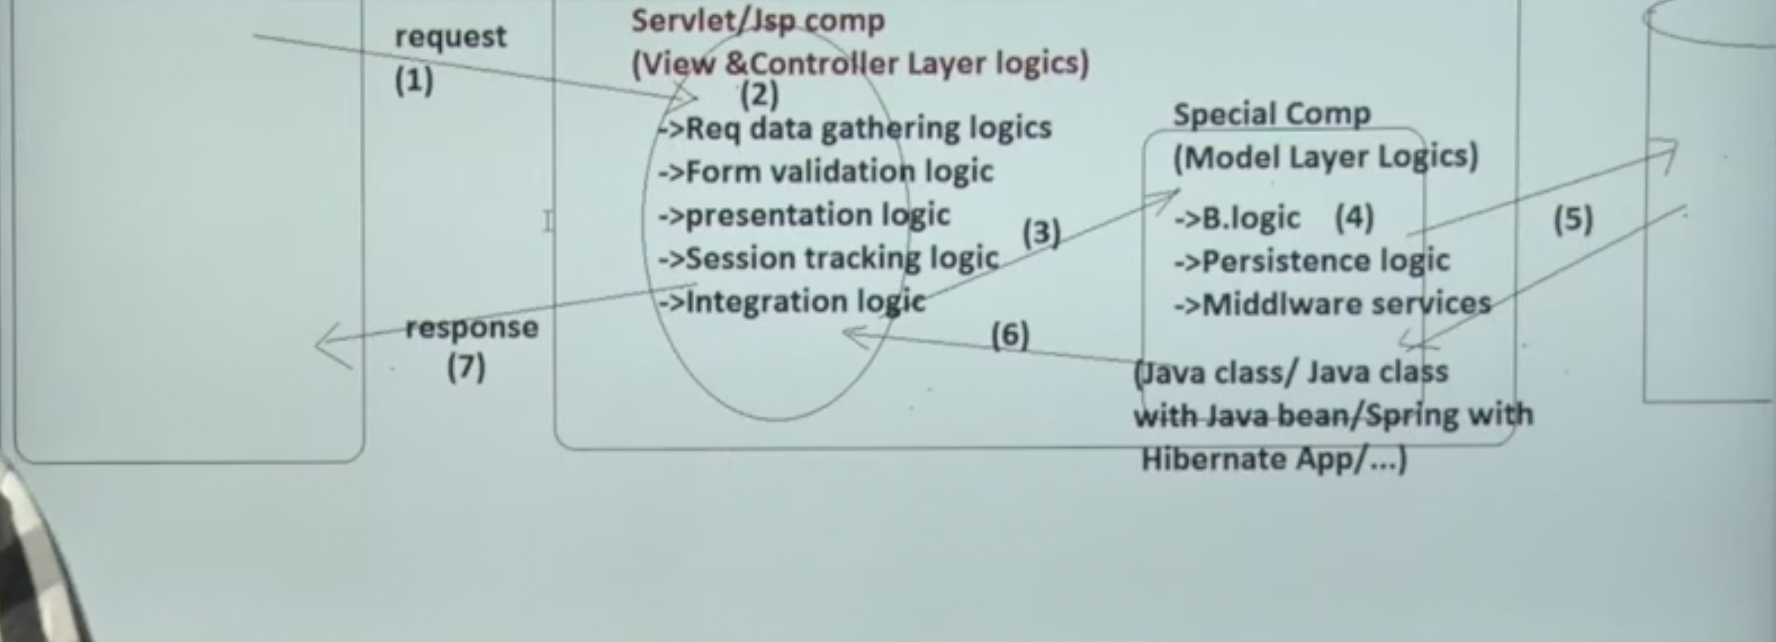 request
(1)
Servlet/Jsp comp
(View &Controller Layer logics)
(2)
->Req data gathering logics
->Form validation logic
->presentation logic
->Session tracking logic
->Integration logic
(3)
Special Comp
(Model Layer Logics)
->B.logic (4)
->Persistence logic
->Middlware services
(5)
(6)
(Java class/ Java class
with Java bean/Spring with
Hibernate App/...)
response
(7)